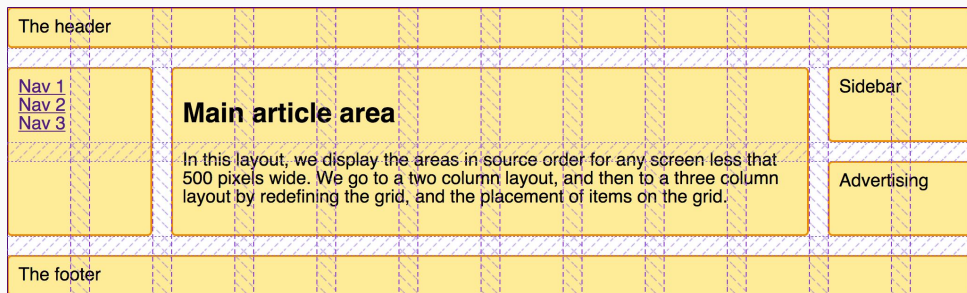 The header
Nav 1
Nav 2
Nav 3
Main article area
In this layout, we display the areas in source order for any screen less that
500 pixels wide. We go to a two column layout, and then to a three column
layout by redefining the grid, and the placement of items on the grid.
Sidebar
Advertising
The footer